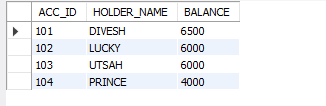 ACC_ID HOLDER_NAME BALANCE
101 DIVESH 6500
102 LUCKY 6000
103 UTSAH 6000
104 PRINCE 4000